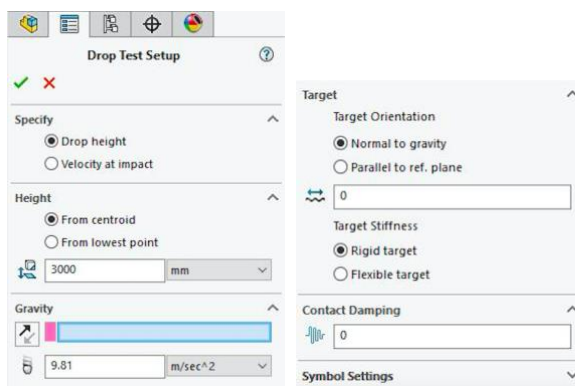 Drop Test Setup
Specify
Drop height
Velocity at impact
Height
From centroid
From lowest point
3000 mm
Gravity
9.81 m/sec^2
Target
Target Orientation
Normal to gravity
Parallel to ref. plane
0
Target Stiffness
Rigid target
Flexible target
Contact Damping
0
Symbol Settings